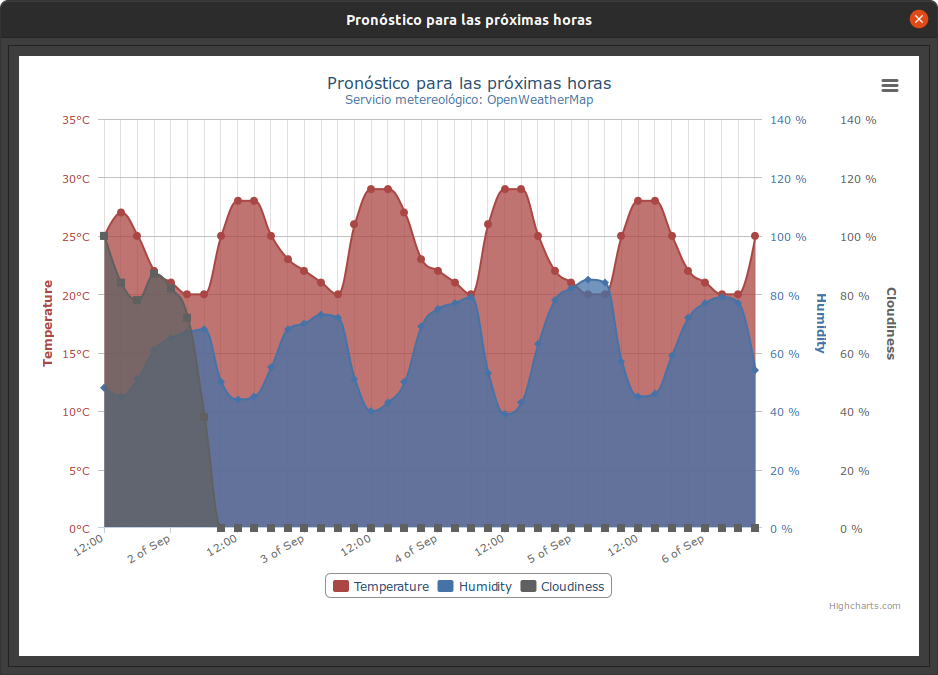 Pronóstico para las próximas horas
Pronóstico para las próximas horas
Servicio metereológico: OpenWeatherMap
35°C
30°C
25°C
20°C
15°C
10°C
5°C
0°C
Temperature
140 %
120 %
100 %
80 %
60 %
40 %
20 %
0 %
Humidity
140 %
120 %
100 %
80 %
60 %
40 %
20 %
0 %
Cloudiness
12:00
2 of Sep
12:00
3 of Sep
12:00
4 of Sep
12:00
5 of Sep
12:00
6 of Sep
Temperature Humidity Cloudiness
Highcharts.com